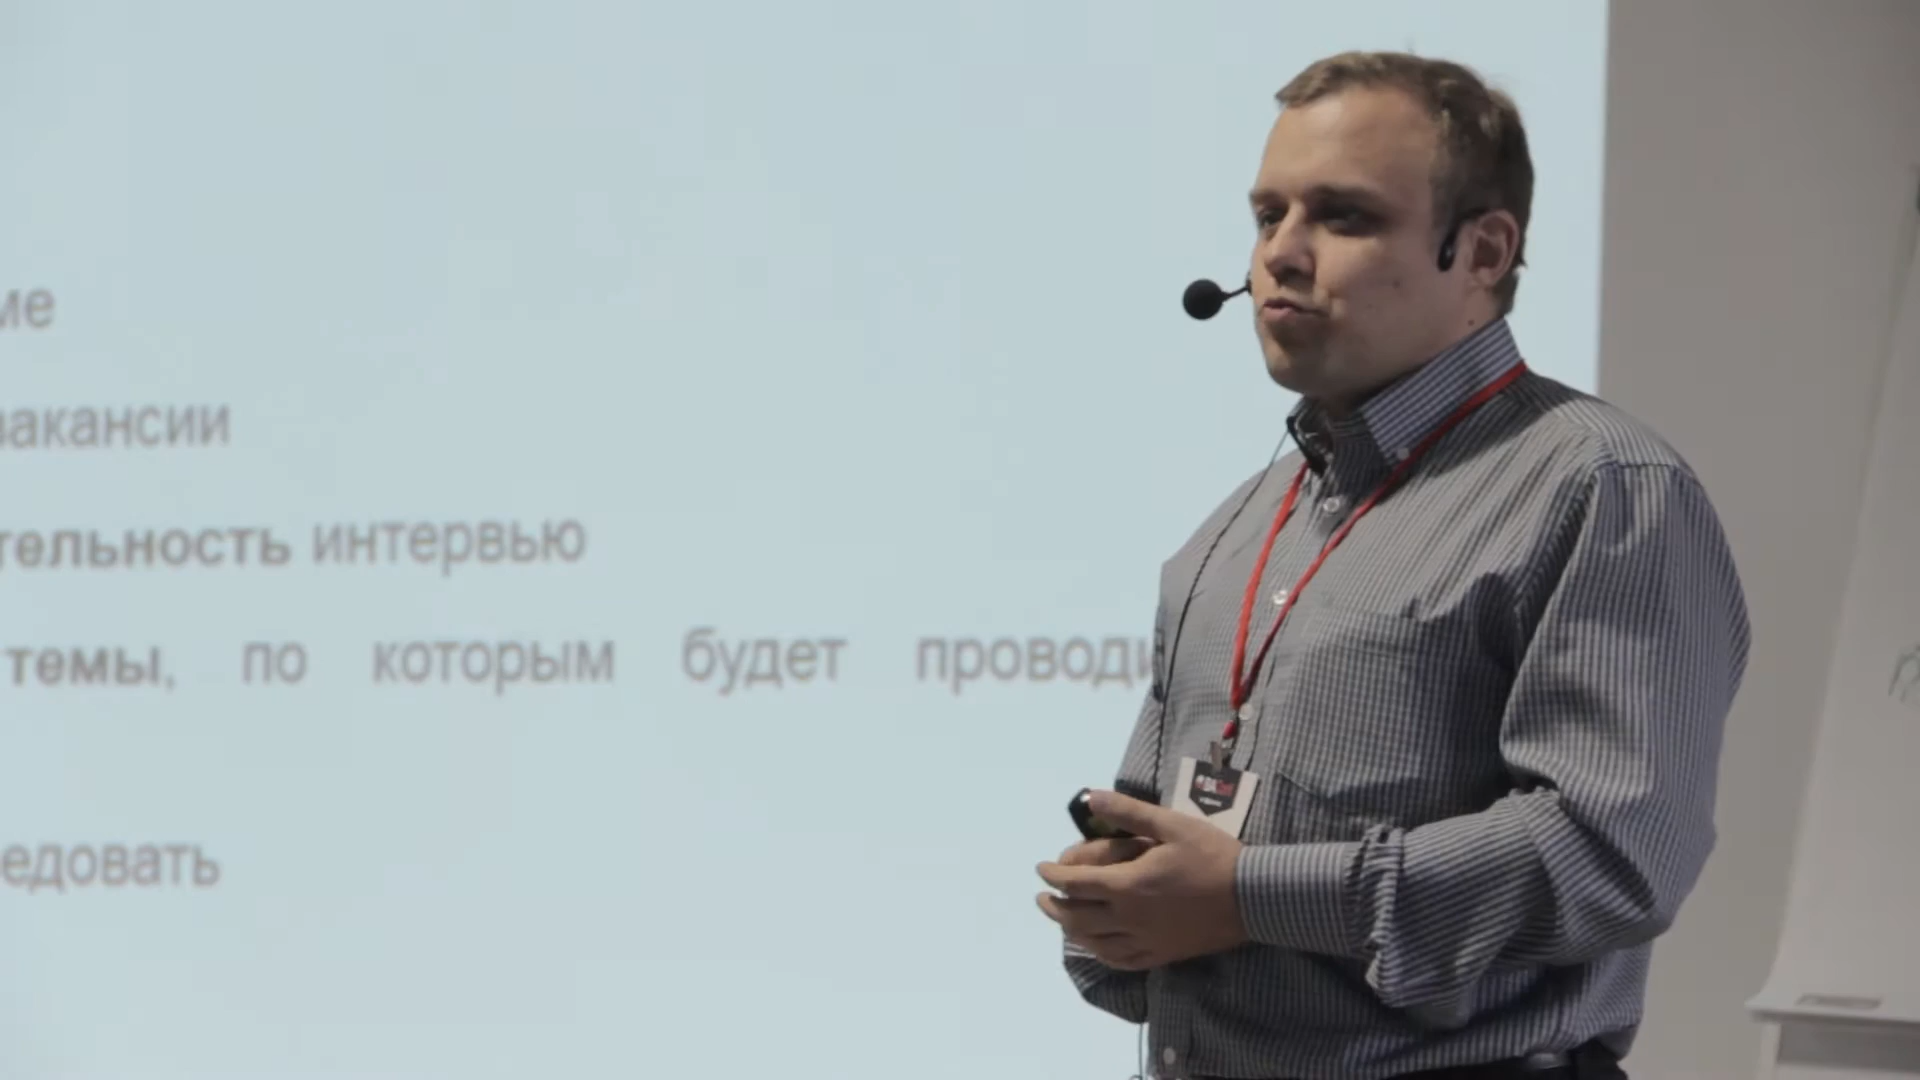 ме
вакансии
тельность интервью
темы, по которым будет проводи
едовать